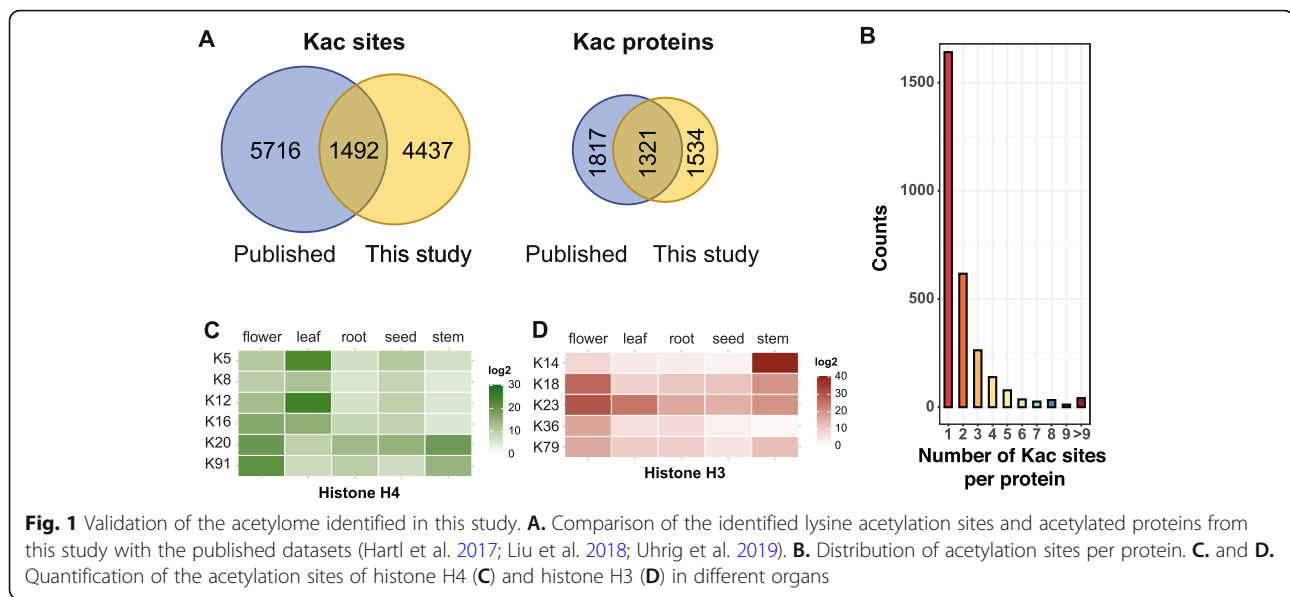 A
Kac sites
Kac proteins
5716 1492 4437
1817 1321 1534
Published This study
Published This study
B
Counts
1500
1000
500
0
1 2 3 4 5 6 7 8 9 >9
Number of Kac sites
per protein
C
flower leaf root seed stem
K5
K8
K12
K16
K20
K91
log2
30
20
10
0
Histone H4
D
flower leaf root seed stem
K14
K18
K23
K36
K79
log2
40
30
20
10
0
Histone H3
Fig. 1 Validation of the acetylome identified in this study. A. Comparison of the identified lysine acetylation sites and acetylated proteins from
this study with the published datasets (Hartl et al. 2017; Liu et al. 2018; Uhrig et al. 2019). B. Distribution of acetylation sites per protein. C. and D.
Quantification of the acetylation sites of histone H4 (C) and histone H3 (D) in different organs